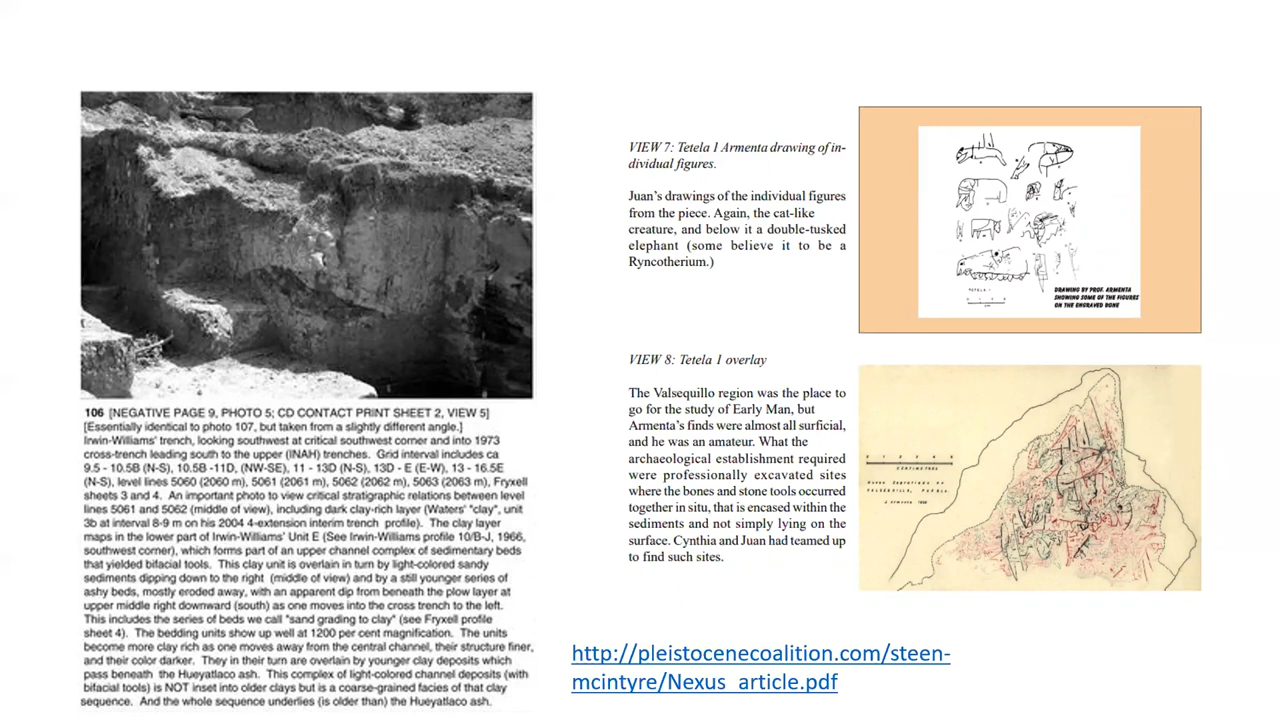 106 [NEGATIVE PAGE 9, PHOTO 5; CD CONTACT PRINT SHEET 2, VIEW 5]
[Essentially identical to photo 107, but taken from a slightly different angle.]
Irwin-Williams' trench, looking southwest at critical southwest corner and into 1973
cross-trench leading south to the upper (INAH) trenches. Grid interval includes ca
9.5 - 10.5B (N-S), 10.5B -11D, (NW-SE), 11 - 13D (N-S), 13D - E (E-W), 13 - 16.5E
(N-S), level lines 5060 (2060 m), 5061 (2061 m), 5062 (2062 m), 5063 (2063 m), Fryxell
sheets 3 and 4. An important photo to view critical stratigraphic relations between level
lines 5061 and 5062 (middle of view), including dark clay-rich layer (Waters' "clay", unit
3b at interval 8-9 m on his 2004 4-extension interim trench profile). The clay layer
maps in the lower part of Irwin-Williams' Unit E (See Irwin-Williams profile 10/B-J, 1966,
southwest corner), which forms part of an upper channel complex of sedimentary beds
that yielded bifacial tools. This clay unit is overlain in turn by light-colored sandy
sediments dipping down to the right (middle of view) and by a still younger series of
ashy beds, mostly eroded away, with an apparent dip from beneath the plow layer at
upper middle right downward (south) as one moves into the cross trench to the left.
This includes the series of beds we call "sand grading to clay" (see Fryxell profile
sheet 4). The bedding units show up well at 1200 per cent magnification. The units
become more clay rich as one moves away from the central channel, their structure finer,
and their color darker. They in their turn are overlain by younger clay deposits which
pass beneath the Hueyatlaco ash. This complex of light-colored channel deposits (with
bifacial tools) is NOT inset into older clays but is a coarse-grained facies of that clay
sequence. And the whole sequence underlies (is older than) the Hueyatlaco ash.
VIEW 7: Tetela 1 Armenta drawing of in-
dividual figures.
Juan's drawings of the individual figures
from the piece. Again, the cat-like
creature, and below it a double-tusked
elephant (some believe it to be a
Ryncotherium.)
TETELA
DRAWING BY PROF. ARMENTA
SHOWING SOME OF THE FIGURES
ON THE ENGRAVED BONE
VIEW 8: Tetela 1 overlay
The Valsequillo region was the place to
go for the study of Early Man, but
Armenta's finds were almost all surficial,
and he was an amateur. What the
archaeological establishment required
were professionally excavated sites
where the bones and stone tools occurred
together in situ, that is encased within the
sediments and not simply lying on the
surface. Cynthia and Juan had teamed up
to find such sites.
CENTIMETROS
VALSEQUILLO, PUEBLA.
http://pleistocenecoalition.com/steen-
mcintyre/Nexus_article.pdf